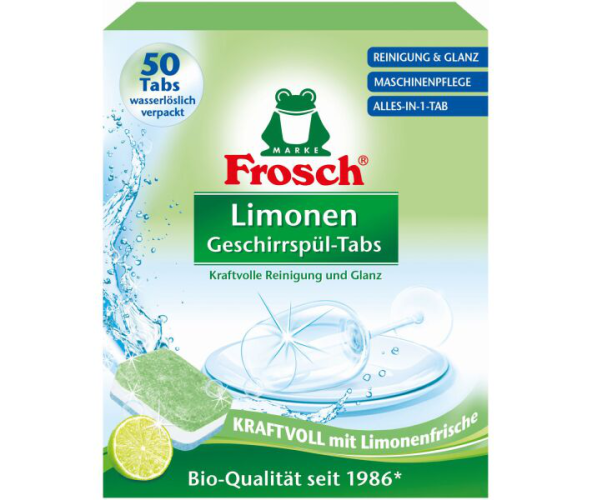 50
Tabs
wasserlöslich
verpackt
REINIGUNG & GLANZ
MASCHINENPFLEGE
ALLES-IN-1-TAB
MARKE
Frosch®
Limonen
Geschirrspül-Tabs
Kraftvolle Reinigung und Glanz
KRAFTVOLL mit Limonenfrische
Bio-Qualität seit 1986*